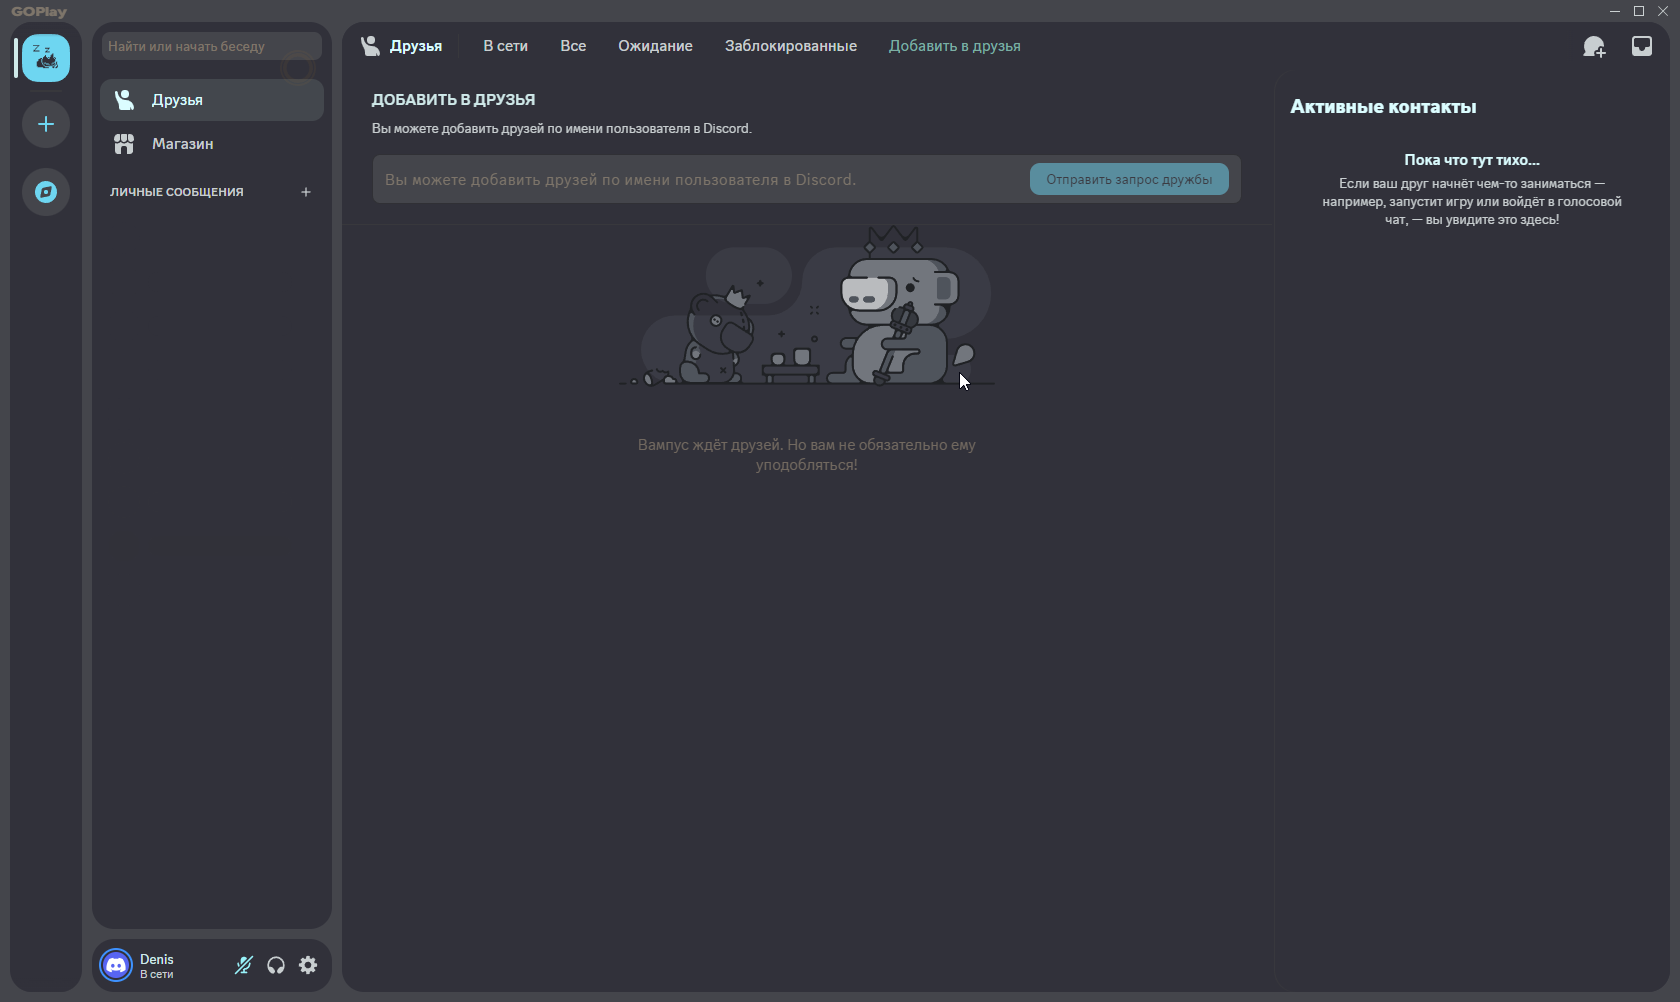 GOPlay
Найти или начать беседу
Друзья
Магазин
ЛИЧНЫЕ СООБЩЕНИЯ
Denis
В сети
Друзья
В сети
Все
Ожидание
Заблокированные
Добавить в друзья
ДОБАВИТЬ В ДРУЗЬЯ
Вы можете добавить друзей по имени пользователя в Discord.
Вы можете добавить друзей по имени пользователя в Discord.
Отправить запрос дружбы
Вампус ждёт друзей. Но вам не обязательно ему
уподобляться!
Активные контакты
Пока что тут тихо...
Если ваш друг начнёт чем-то заниматься —
например, запустит игру или войдёт в голосовой
чат, — вы увидите это здесь!